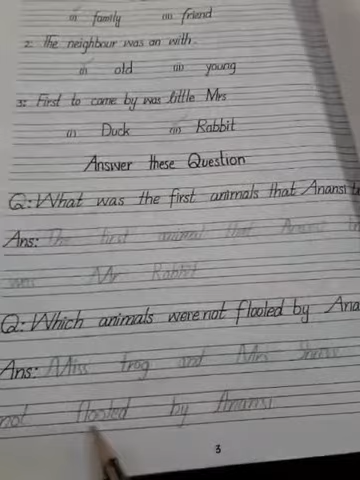 (i) family (ii) friend
2: The neighbour was an with.
(i) old (ii) young
3: First to come by was little Mrs
(i) Duck (ii) Rabbit
Answer these Question
Q: What was the first animals that Anansi
Ans: The first animal that Anansi
was Mr Rabbit
Q: Which animals were not flooled by Ana
Ans: Miss frog and Mrs
not flooled by Anansi
3